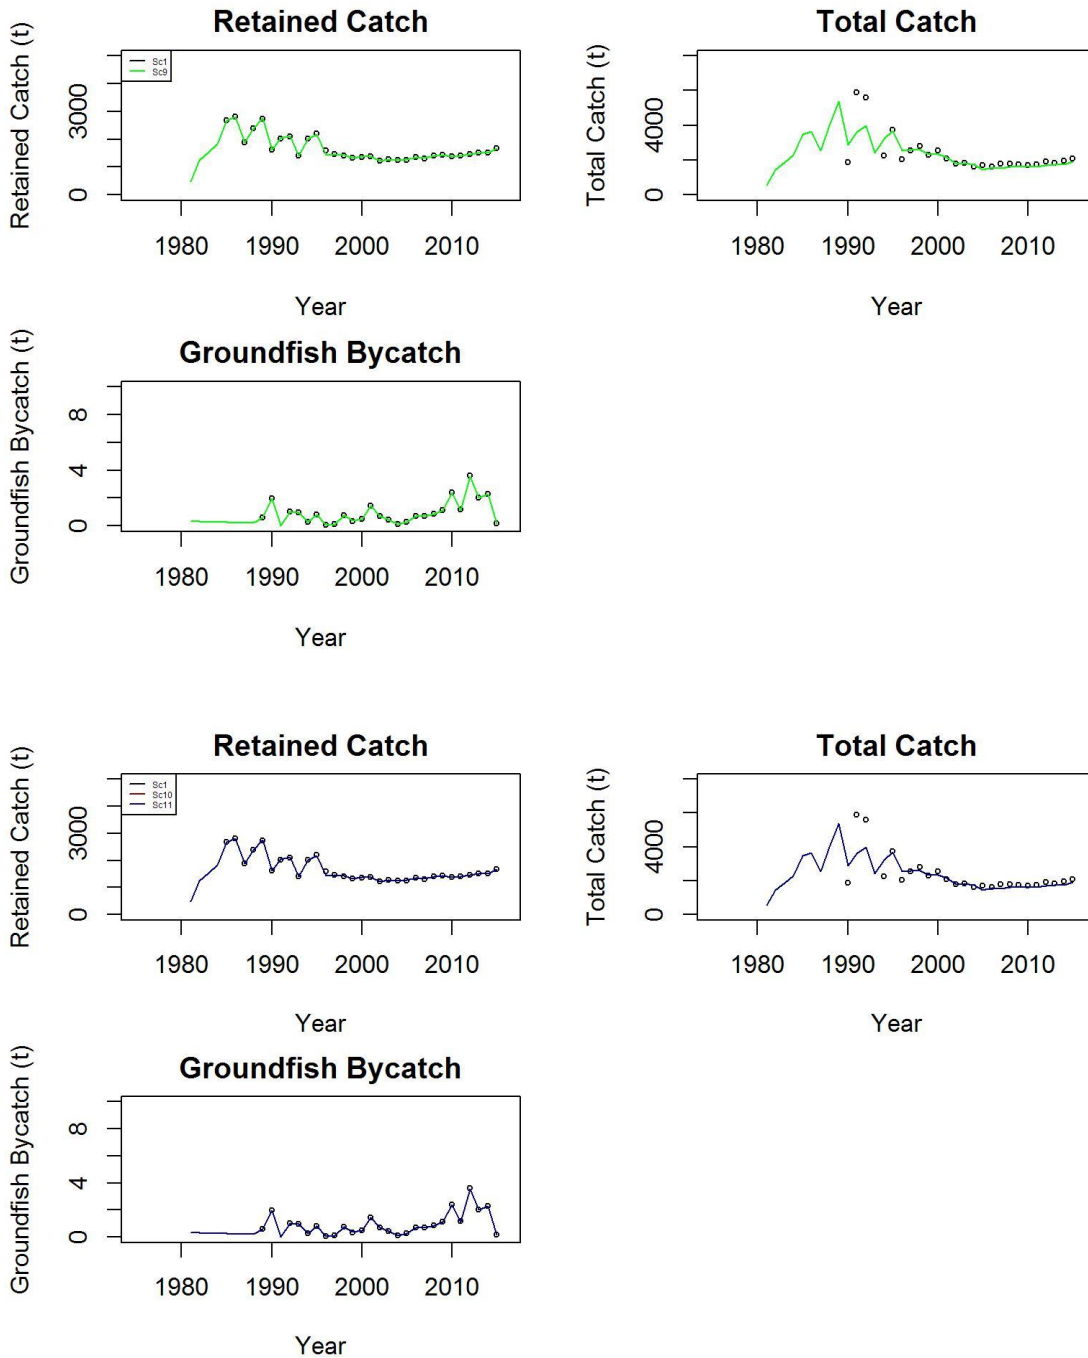 Retained Catch
Retained Catch (t)
3000
0
Sc1
Sc9
1980 1990 2000 2010
Year
Total Catch
Total Catch (t)
4000
0
1980 1990 2000 2010
Year
Groundfish Bycatch
Groundfish Bycatch (t)
8
4
0
1980 1990 2000 2010
Year
Retained Catch
Retained Catch (t)
3000
0
Sc1
Sc10
Sc11
1980 1990 2000 2010
Year
Total Catch
Total Catch (t)
4000
0
1980 1990 2000 2010
Year
Groundfish Bycatch
Groundfish Bycatch (t)
8
4
0
1980 1990 2000 2010
Year